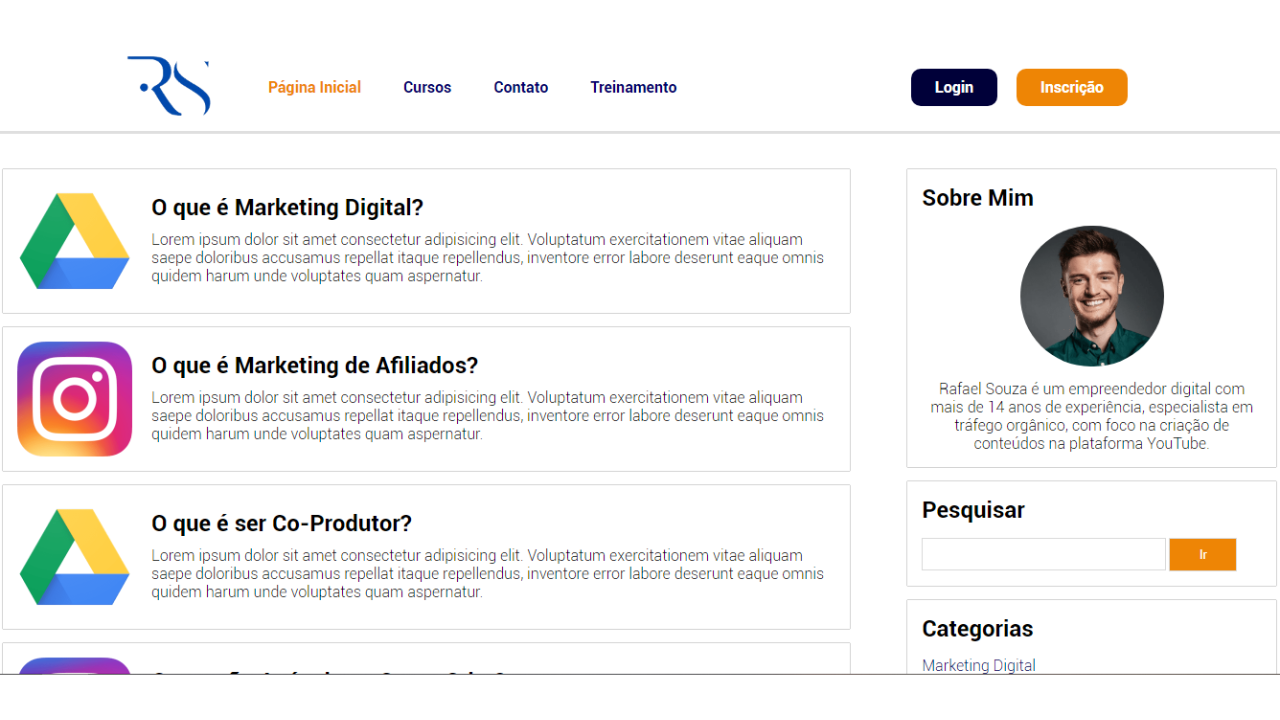 RS
Página Inicial Cursos Contato Treinamento Login Inscrição
O que é Marketing Digital?
Lorem ipsum dolor sit amet consectetur adipisicing elit. Voluptatum exercitationem vitae aliquam
saepe doloribus accusamus repellat itaque repellendus, inventore error labore deserunt eaque omnis
quidem harum unde voluptates quam aspernatur.
O que é Marketing de Afiliados?
Lorem ipsum dolor sit amet consectetur adipisicing elit. Voluptatum exercitationem vitae aliquam
saepe doloribus accusamus repellat itaque repellendus, inventore error labore deserunt eaque omnis
quidem harum unde voluptates quam aspernatur.
O que é ser Co-Produtor?
Lorem ipsum dolor sit amet consectetur adipisicing elit. Voluptatum exercitationem vitae aliquam
saepe doloribus accusamus repellat itaque repellendus, inventore error labore deserunt eaque omnis
quidem harum unde voluptates quam aspernatur.
Sobre Mim
Rafael Souza é um empreendedor digital com
mais de 14 anos de experiência, especialista em
tráfego orgânico, com foco na criação de
conteúdos na plataforma YouTube.
Pesquisar
Ir
Categorias
Marketing Digital